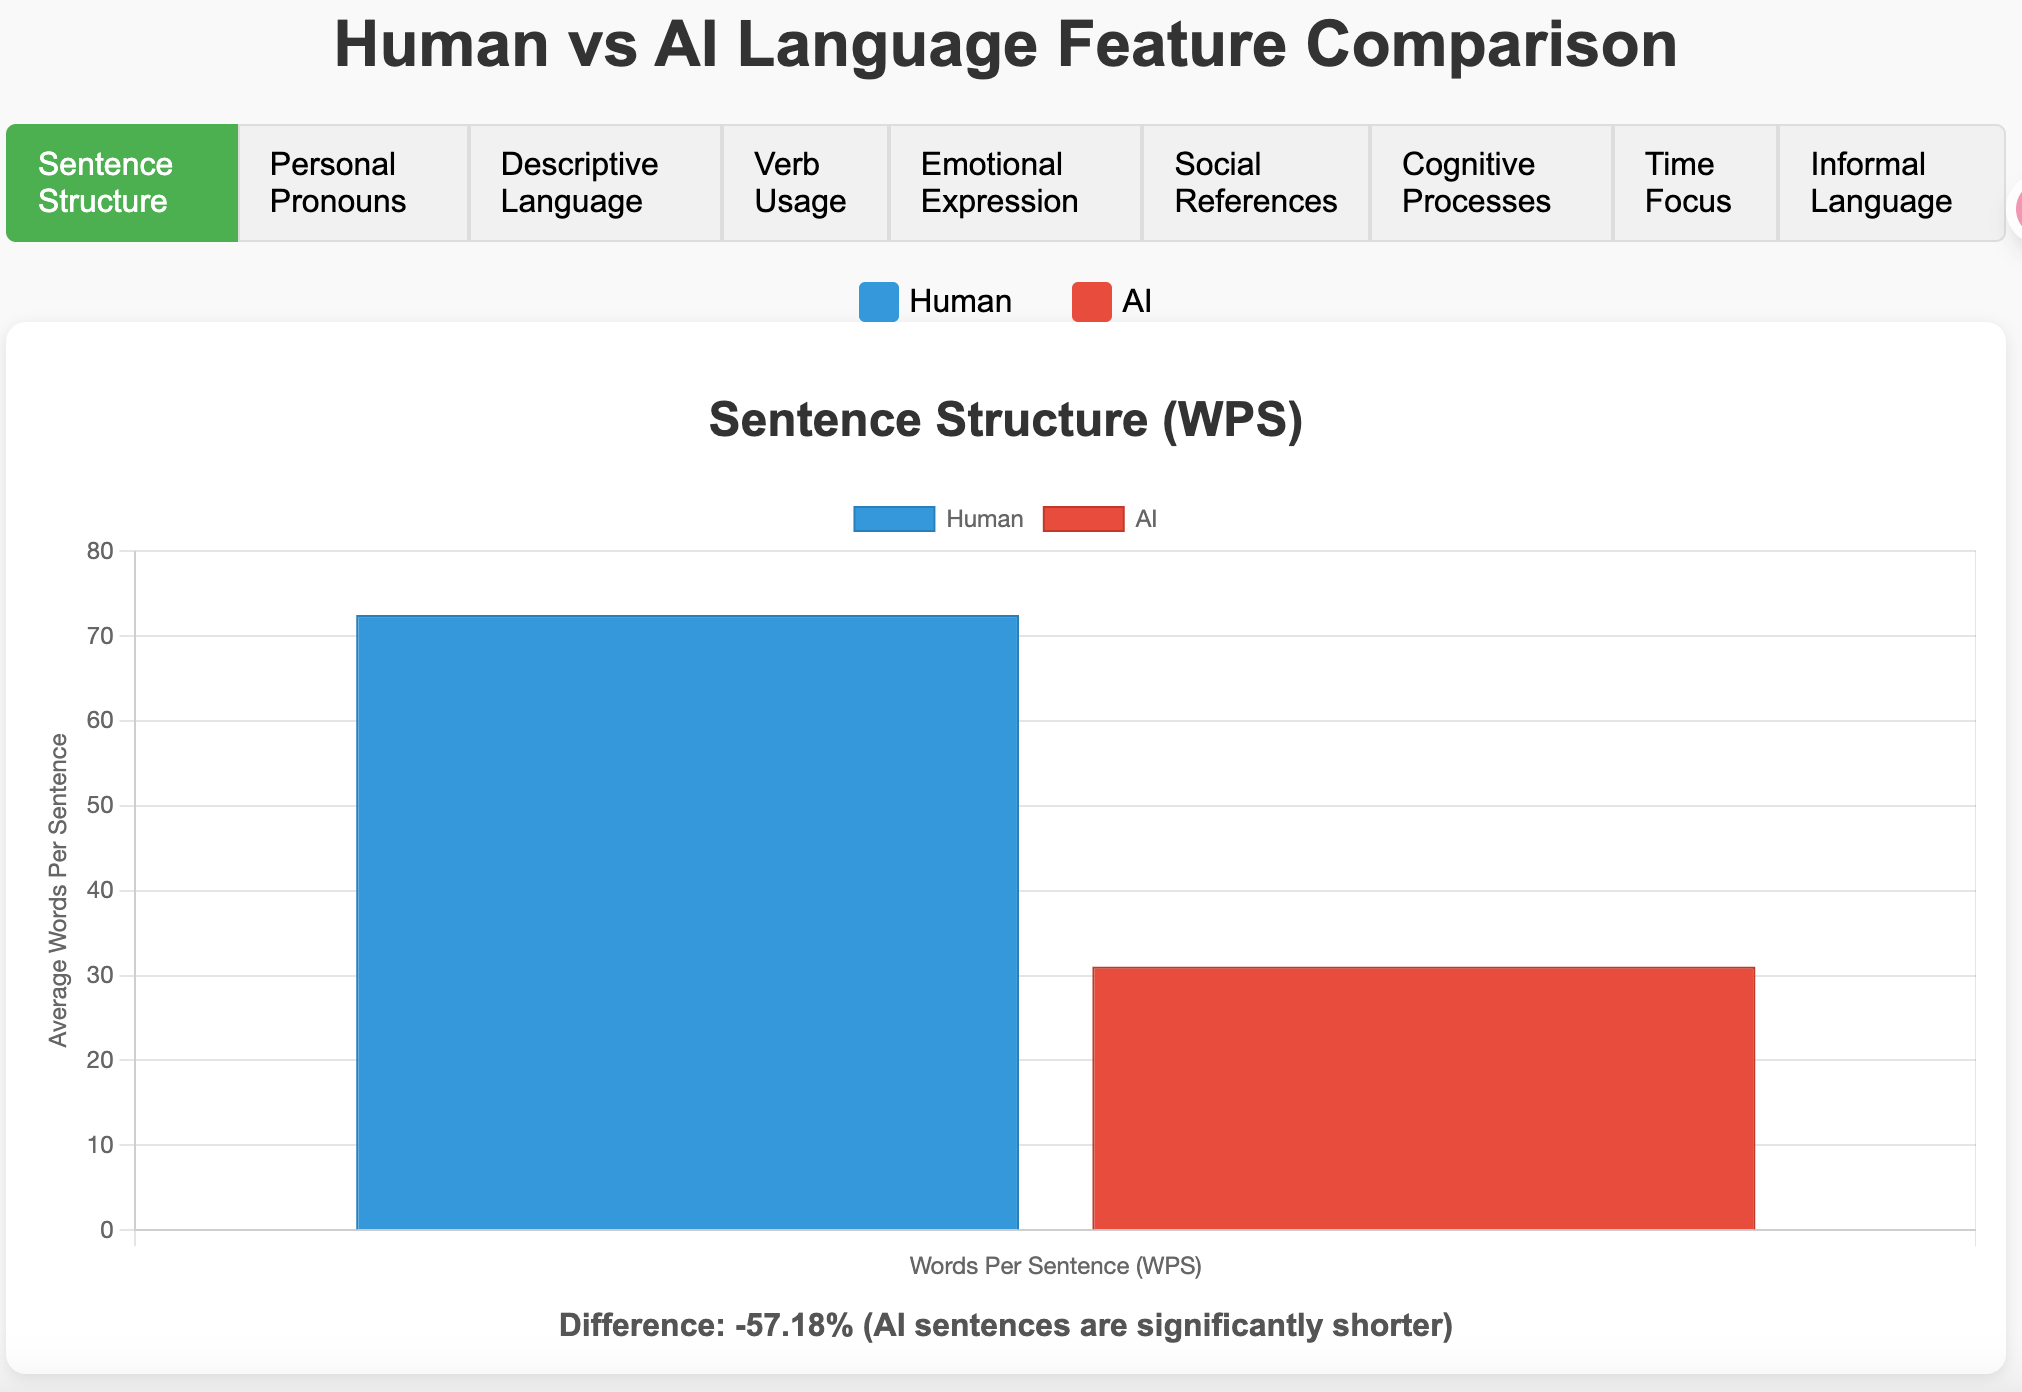 Human vs AI Language Feature Comparison
Sentence
Structure
Personal
Pronouns
Descriptive
Language
Verb
Usage
Emotional
Expression
Social
References
Cognitive
Processes
Time
Focus
Informal
Language
Human
AI
Sentence Structure (WPS)
Human
AI
80
70
60
50
40
30
20
10
0
Average Words Per Sentence
Words Per Sentence (WPS)
Difference: -57.18% (AI sentences are significantly shorter)